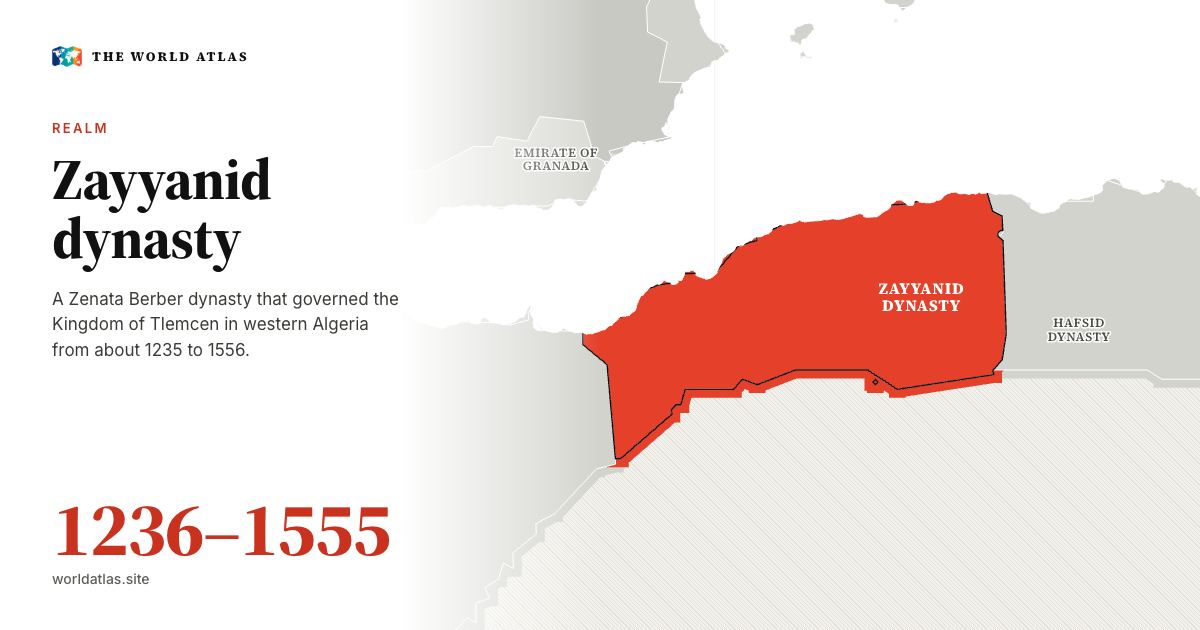 THE WORLD ATLAS
REALM
Zayyanid
dynasty
A Zenata Berber dynasty that governed the
Kingdom of Tlemcen in western Algeria
from about 1235 to 1556.
1236–1555
worldatlas.site
EMIRATE OF
GRANADA
ZAYYANID
DYNASTY
HAFSID
DYNASTY